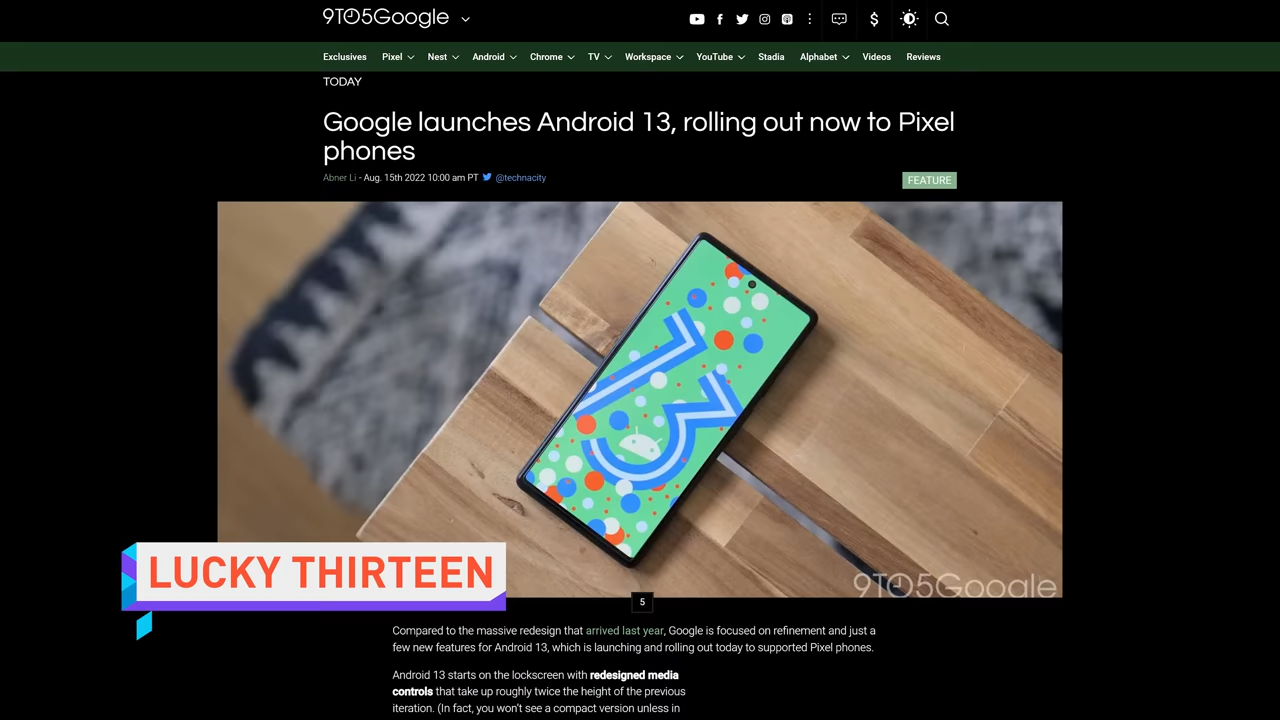 9TO5Google
Exclusives Pixel Nest Android Chrome TV Workspace YouTube Stadia Alphabet Videos Reviews
TODAY
Google launches Android 13, rolling out now to Pixel
phones
Abner Li - Aug. 15th 2022 10:00 am PT @technacity
FEATURE
13
LUCKY THIRTEEN
9TO5Google
5
Compared to the massive redesign that arrived last year, Google is focused on refinement and just a
few new features for Android 13, which is launching and rolling out today to supported Pixel phones.
Android 13 starts on the lockscreen with redesigned media
controls that take up roughly twice the height of the previous
iteration. (In fact, you won't see a compact version unless in